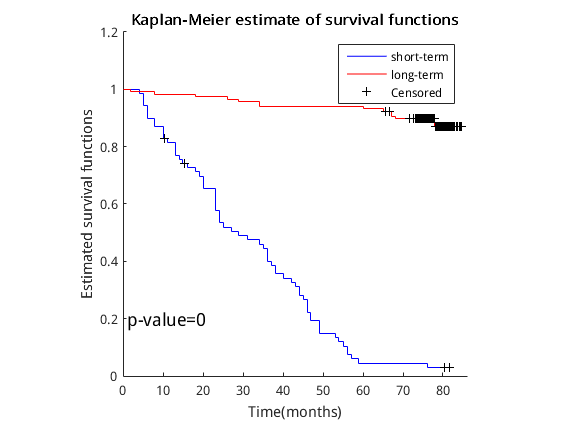 Kaplan-Meier estimate of survival functions
1.2
1
0.8
0.6
0.4
0.2
0
Estimated survival functions
short-term
long-term
Censored
p-value=0
0 10 20 30 40 50 60 70 80
Time(months)